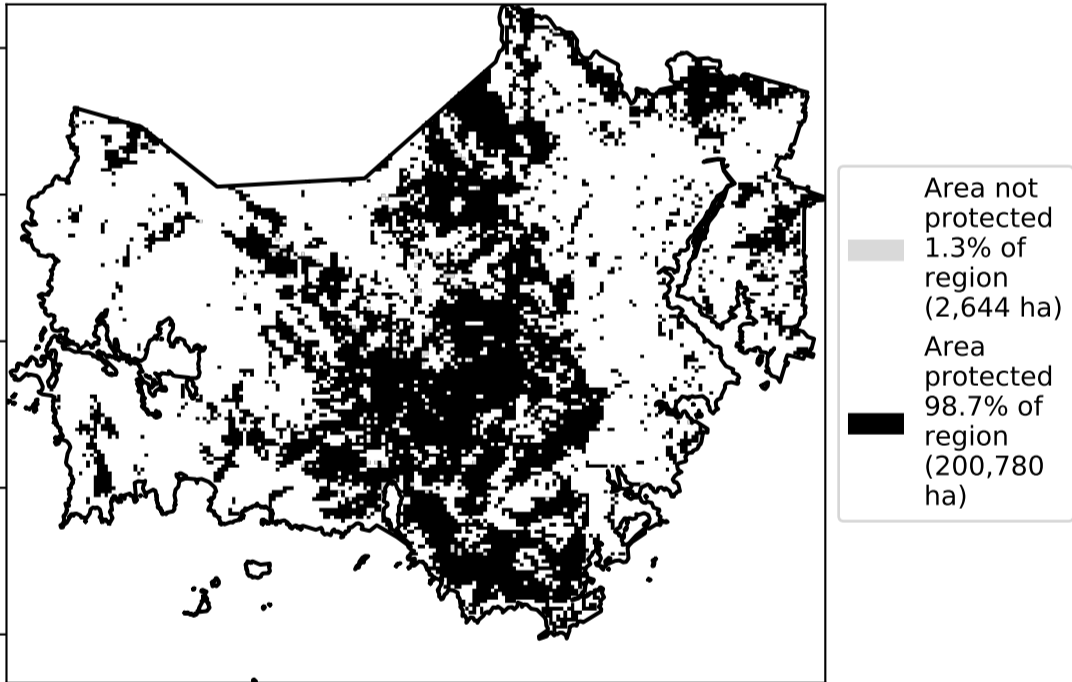 Area not
protected
1.3% of
region
(2,644 ha)
Area
protected
98.7% of
region
(200,780
ha)